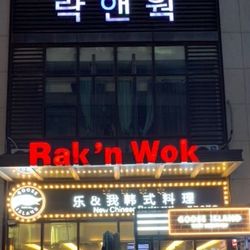 락앤웍
Rak'n Wok
乐&我韩式料理
New Chinese
GOOSE ISLAND
GOOSE ISLAND